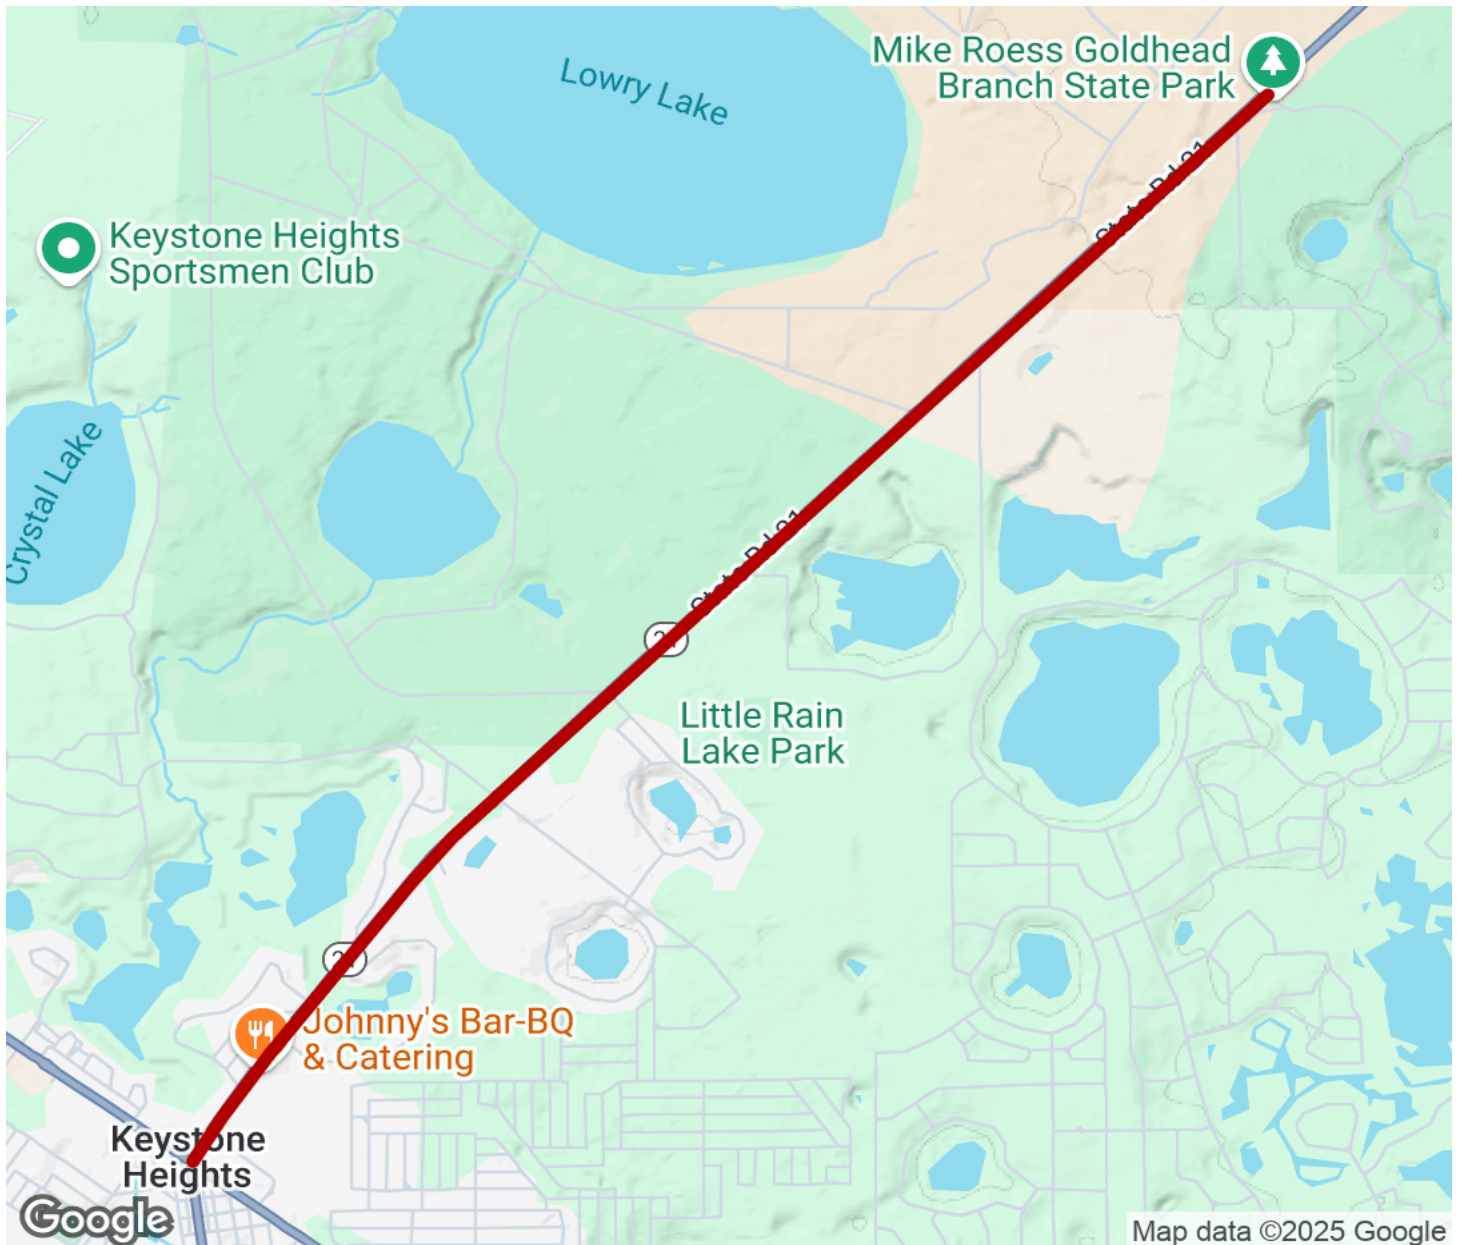 Lowry Lake
Mike Roess Goldhead
Branch State Park
Keystone Heights
Sportsmen Club
Crystal Lake
Little Rain
Lake Park
Johnny's Bar-BQ
& Catering
Keystone
Heights
Google
Map data ©2025 Google